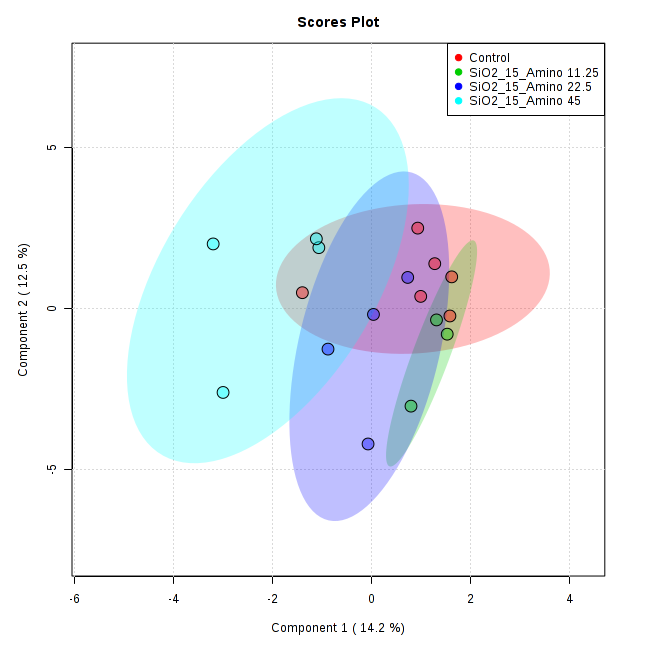 Scores Plot
Control
SiO2_15_Amino 11.25
SiO2_15_Amino 22.5
SiO2_15_Amino 45
5
0
-5
Component 2 ( 12.5 %)
-6 -4 -2 0 2 4
Component 1 ( 14.2 %)